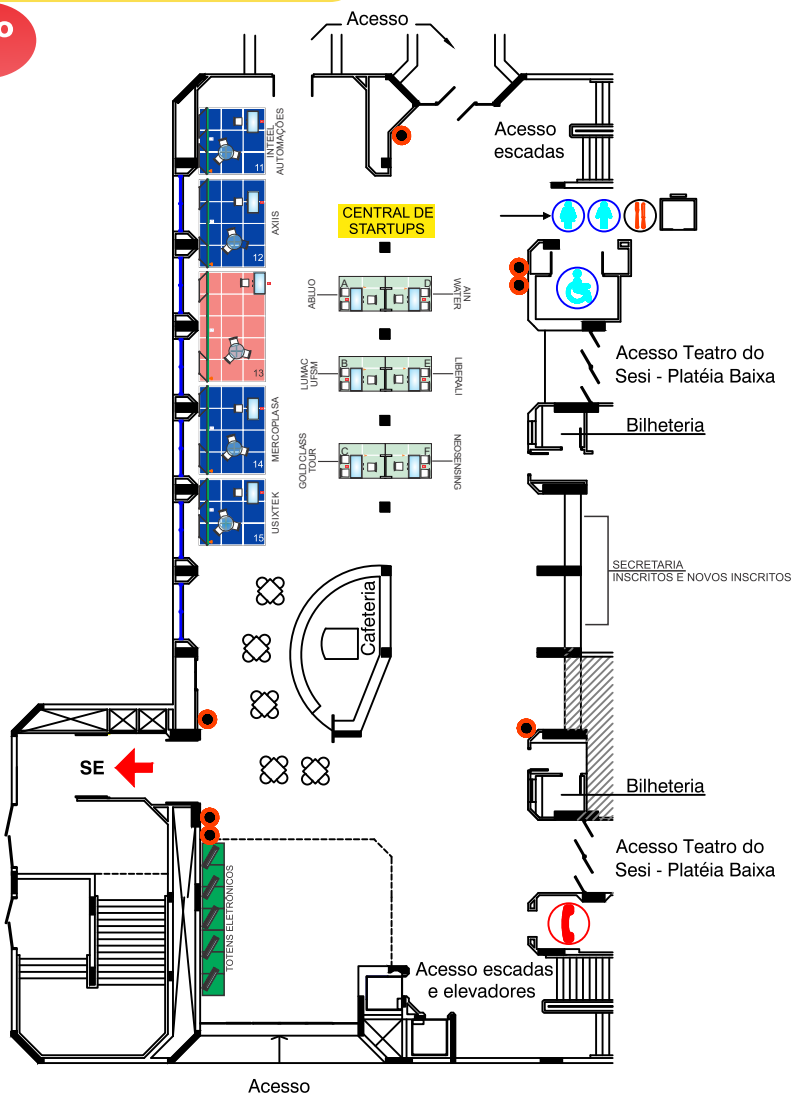 o
Acesso
Acesso
escadas
INTEEL
AUTOMAÇÕES
11
AXIIS
12
13
MERCOPLASA
14
USIXTEK
15
CENTRAL DE
STARTUPS
ABIJO
A
D
AIN
WATER
LUMAC
UFSM
B
E
LIBERALI
GOLD CLASS
TOUR
C
F
NEOSENSING
Acesso Teatro do
Sesi - Platéia Baixa
Bilheteria
SECRETARIA
INSCRITOS E NOVOS INSCRITOS
Cafeteria
SE
Bilheteria
Acesso Teatro do
Sesi - Platéia Baixa
TOTENS ELETRÔNICOS
Acesso escadas
e elevadores
Acesso